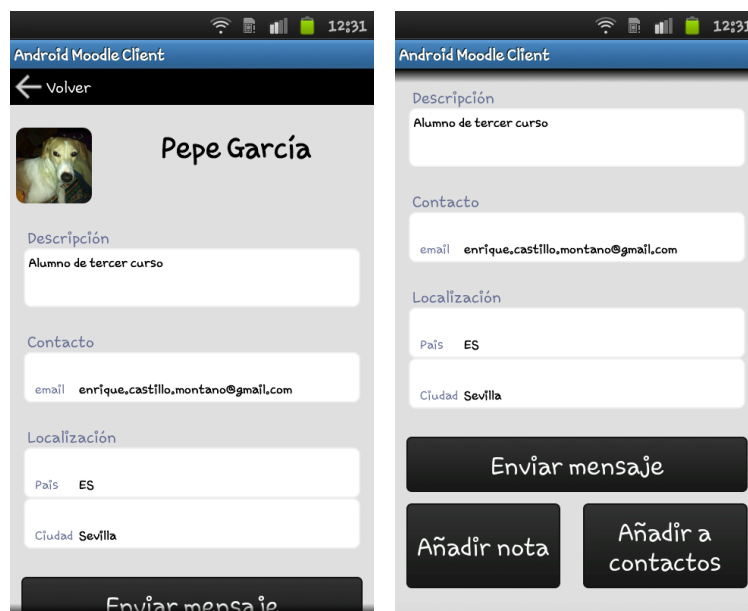 12:31
Android Moodle Client
Volver
Pepe García
Descripción
Alumno de tercer curso
Contacto
email enrique.castillo.montano@gmail.com
Localización
Pais ES
Ciudad Sevilla
Enviar mensaje
12:31
Android Moodle Client
Descripción
Alumno de tercer curso
Contacto
email enrique.castillo.montano@gmail.com
Localización
Pais ES
Ciudad Sevilla
Enviar mensaje
Añadir nota
Añadir a
contactos